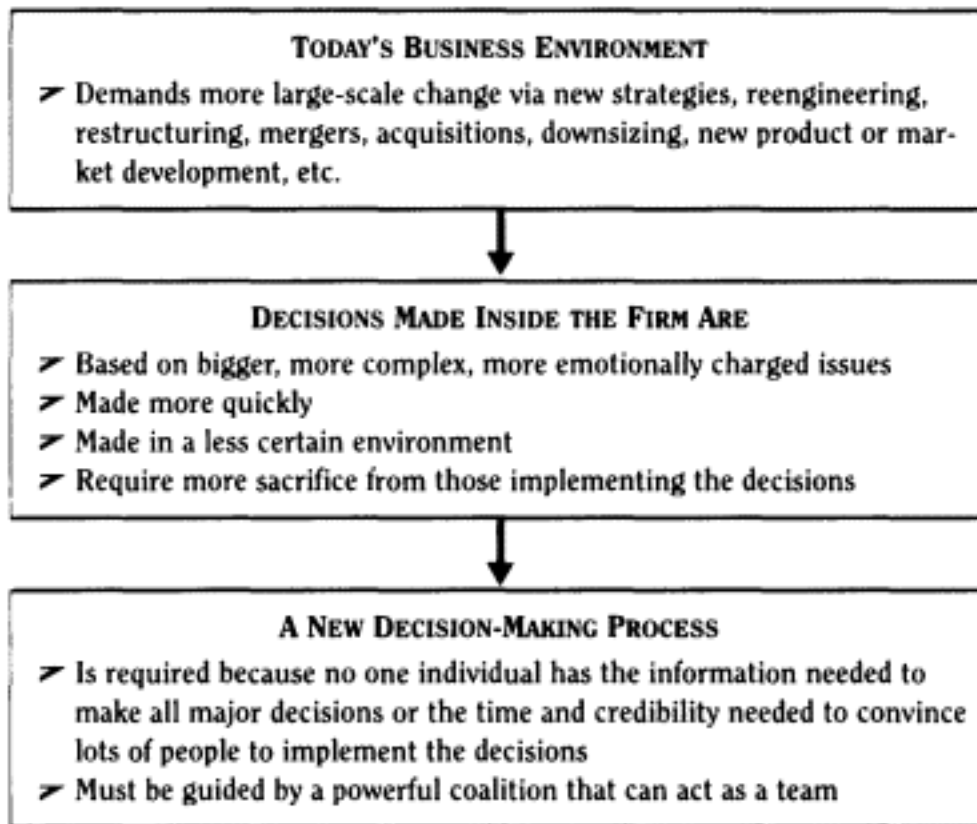 TODAY'S BUSINESS ENVIRONMENT
➤ Demands more large-scale change via new strategies, reengineering,
restructuring, mergers, acquisitions, downsizing, new product or mar-
ket development, etc.
DECISIONS MADE INSIDE THE FIRM ARE
➤ Based on bigger, more complex, more emotionally charged issues
➤ Made more quickly
➤ Made in a less certain environment
➤ Require more sacrifice from those implementing the decisions
A NEW DECISION-MAKING PROCESS
➤ Is required because no one individual has the information needed to
make all major decisions or the time and credibility needed to convince
lots of people to implement the decisions
➤ Must be guided by a powerful coalition that can act as a team